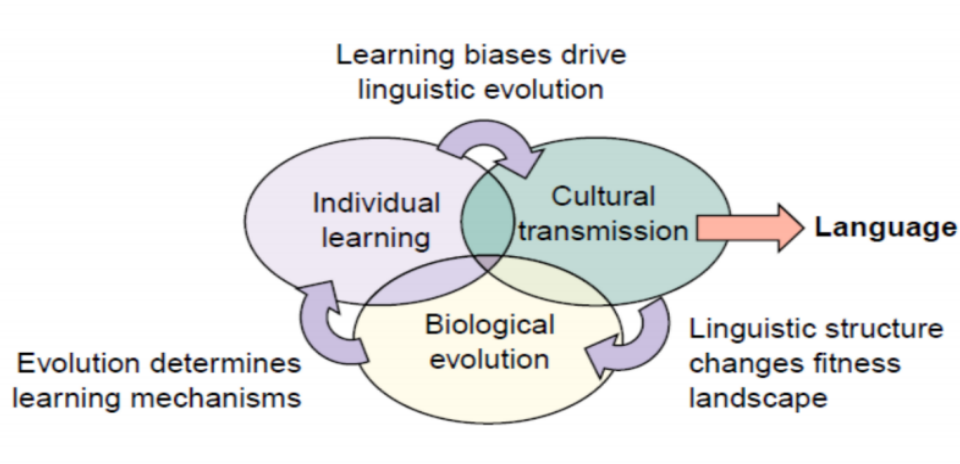 Learning biases drive
linguistic evolution
Individual
learning
Cultural
transmission
Language
Biological
evolution
Evolution determines
learning mechanisms
Linguistic structure
changes fitness
landscape